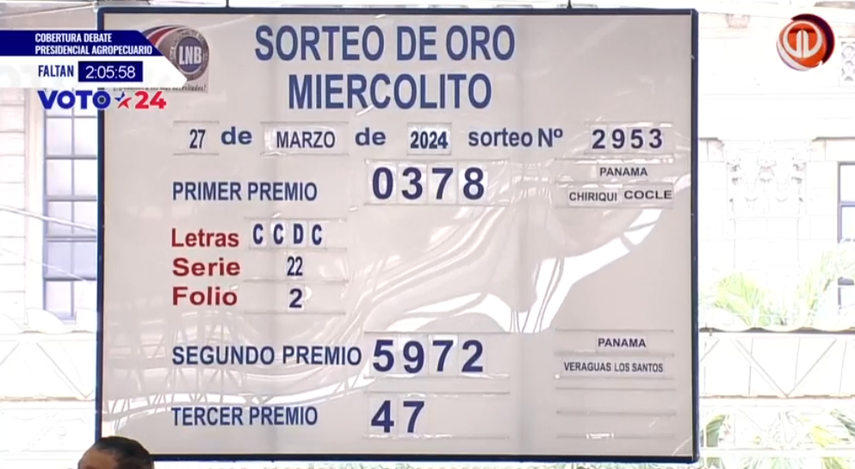 COBERTURA DEBATE
PRESIDENCIAL AGROPECUARIO
FALTAN 2:05:58
VOTO 24
LNB
SORTEO DE ORO
MIERCOLITO
27 de MARZO de 2024 sorteo Nº 2953
PRIMER PREMIO 0378
PANAMA
CHIRIQUI COCLE
Letras C C D C
Serie 22
Folio 2
SEGUNDO PREMIO 5972
PANAMA
VERAGUAS LOS SANTOS
TERCER PREMIO 47